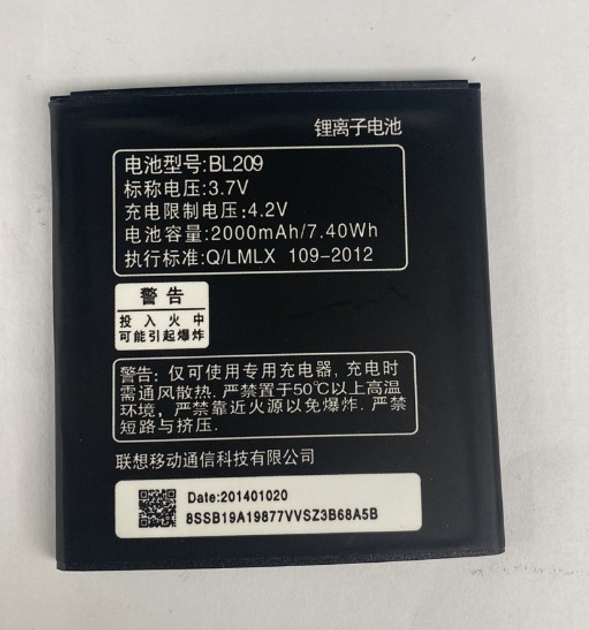 锂离子电池
电池型号:BL209
标称电压:3.7V
充电限制电压:4.2V
电池容量:2000mAh/7.40Wh
执行标准:Q/LMLX 109-2012
警告
投入火中
可能引起爆炸
警告: 仅可使用专用充电器, 充电时
需通风散热. 严禁置于50℃以上高温
环境, 严禁靠近火源以免爆炸. 严禁
短路与挤压.
联想移动通信科技有限公司
Date:201401020
8SSB19A19877VVSZ3B68A5B